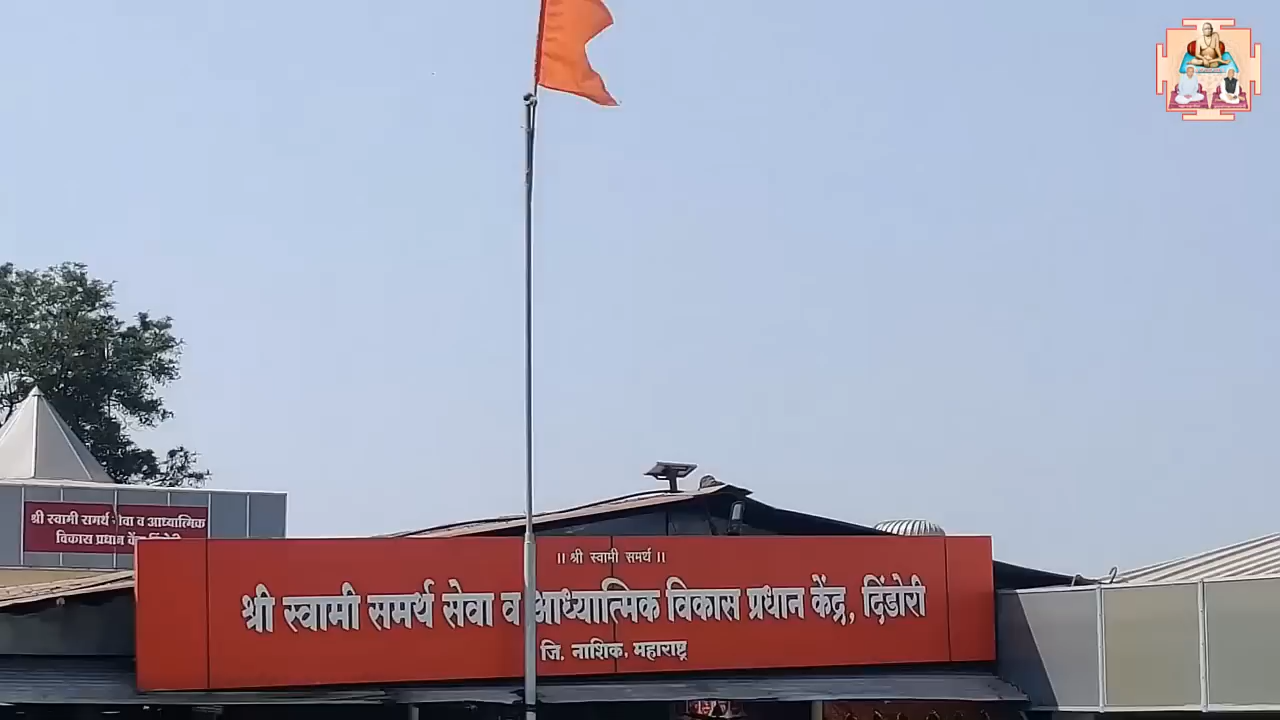 श्री स्वामी समर्थ सेवा व आध्यात्मिक
विकास प्रधान
।। श्री स्वामी समर्थ ।।
श्री स्वामी समर्थ सेवा व आध्यात्मिक विकास प्रधान केंद्र, दिंडोरी
जि. नाशिक. महाराष्ट्र